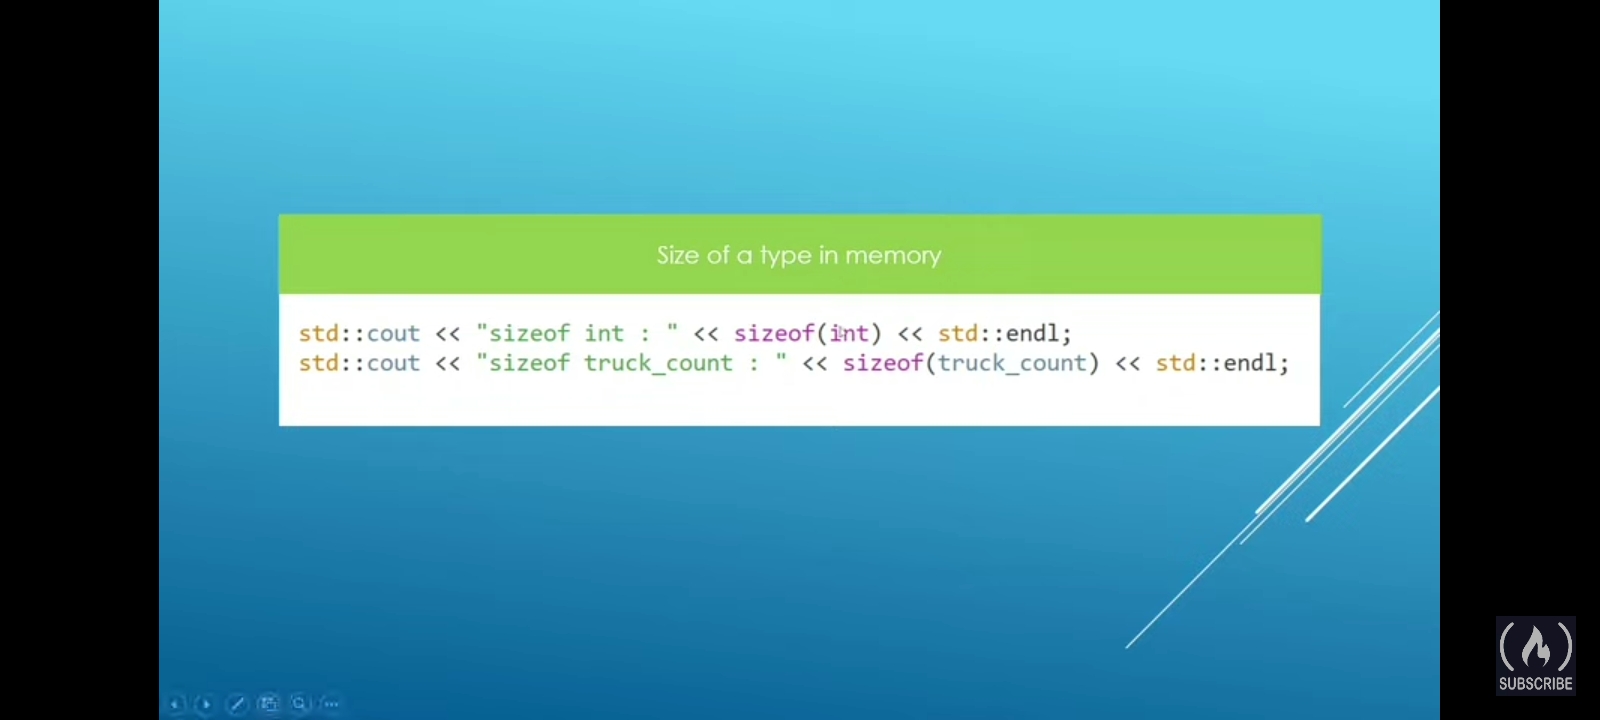 Size of a type in memory
std::cout << "sizeof int : " << sizeof(int) << std::endl;
std::cout << "sizeof truck_count : " << sizeof(truck_count) << std::endl;
SUBSCRIBE